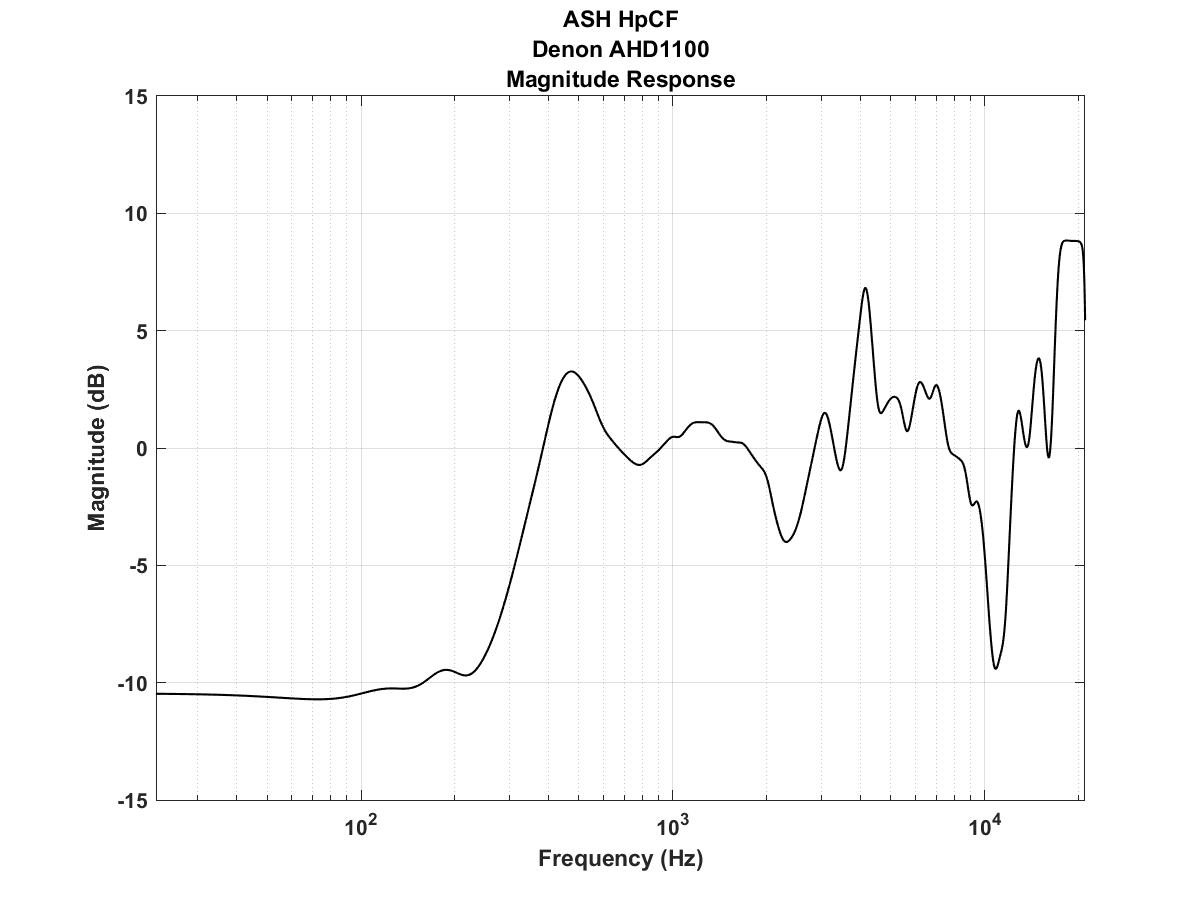 ASH HpCF
Denon AHD1100
Magnitude Response
15
10
5
0
-5
-10
-15
Magnitude (dB)
10^2
10^3
10^4
Frequency (Hz)